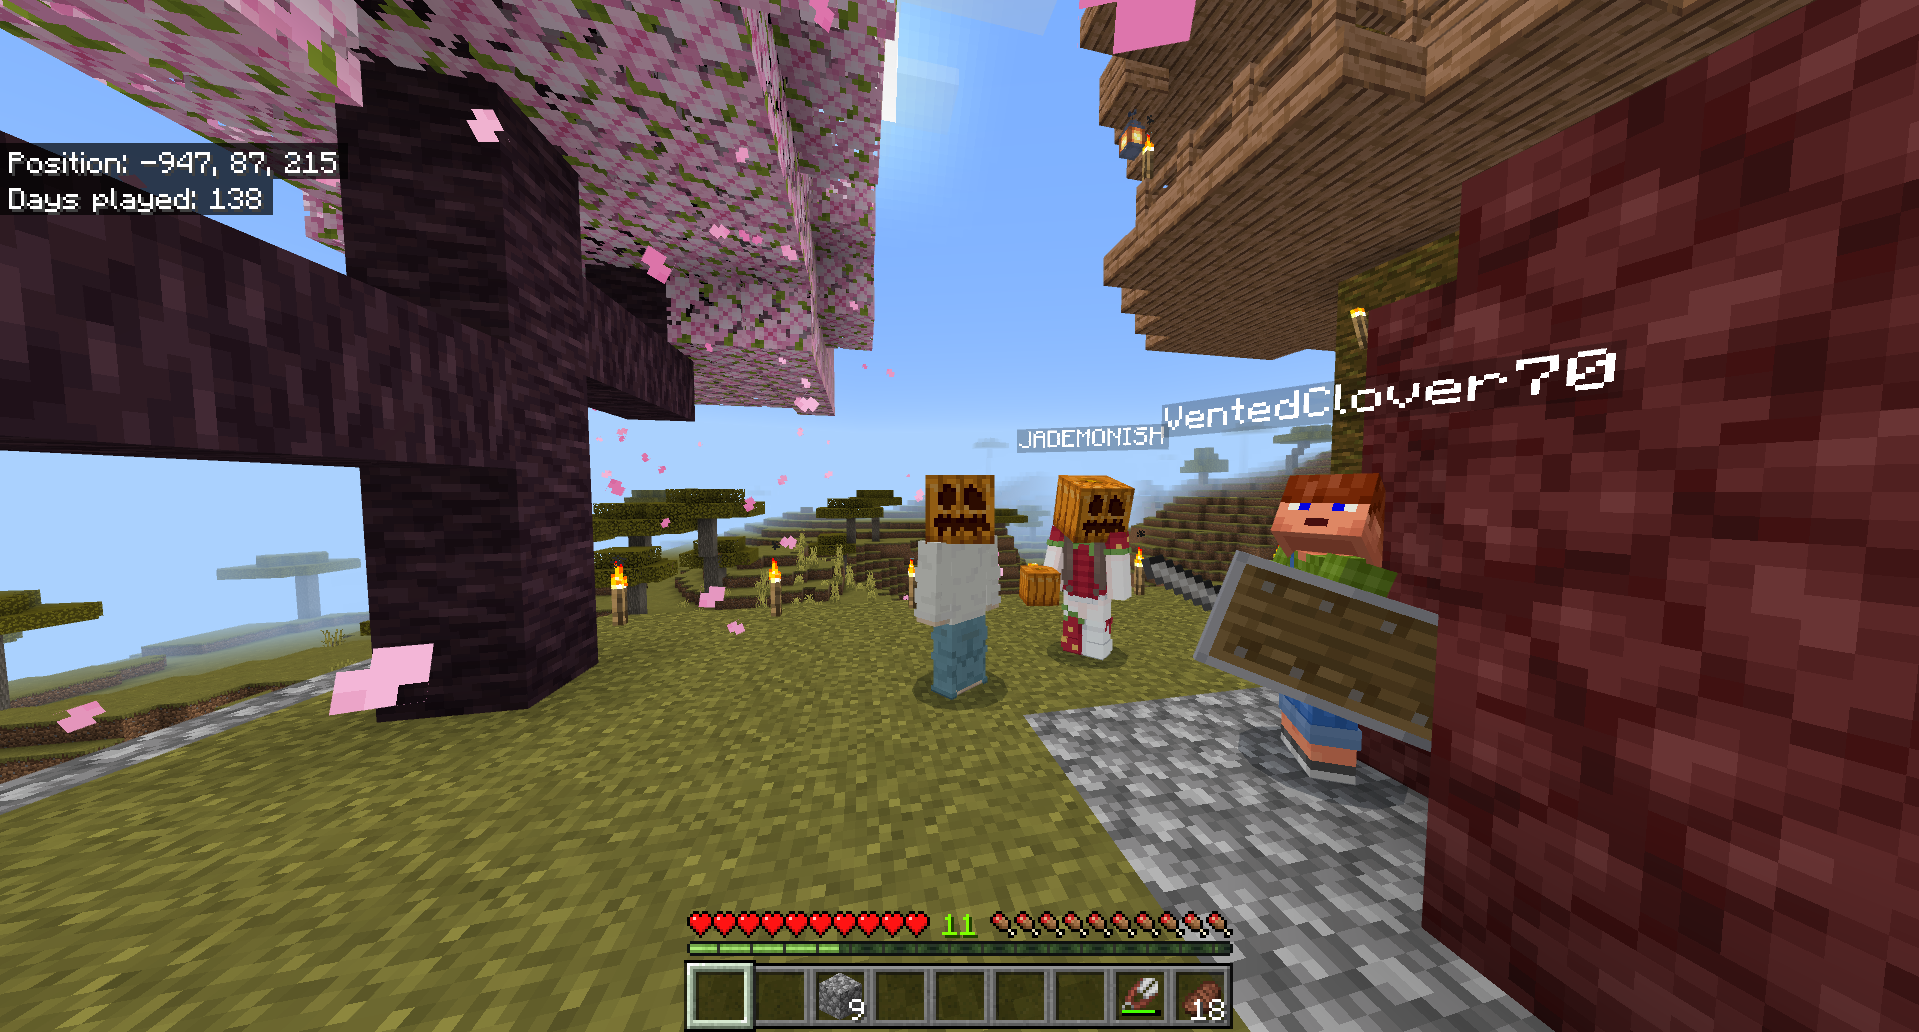 Position: -947, 87, 215
Days played: 138
VentedClover70
JADEMONISH
11
9
18